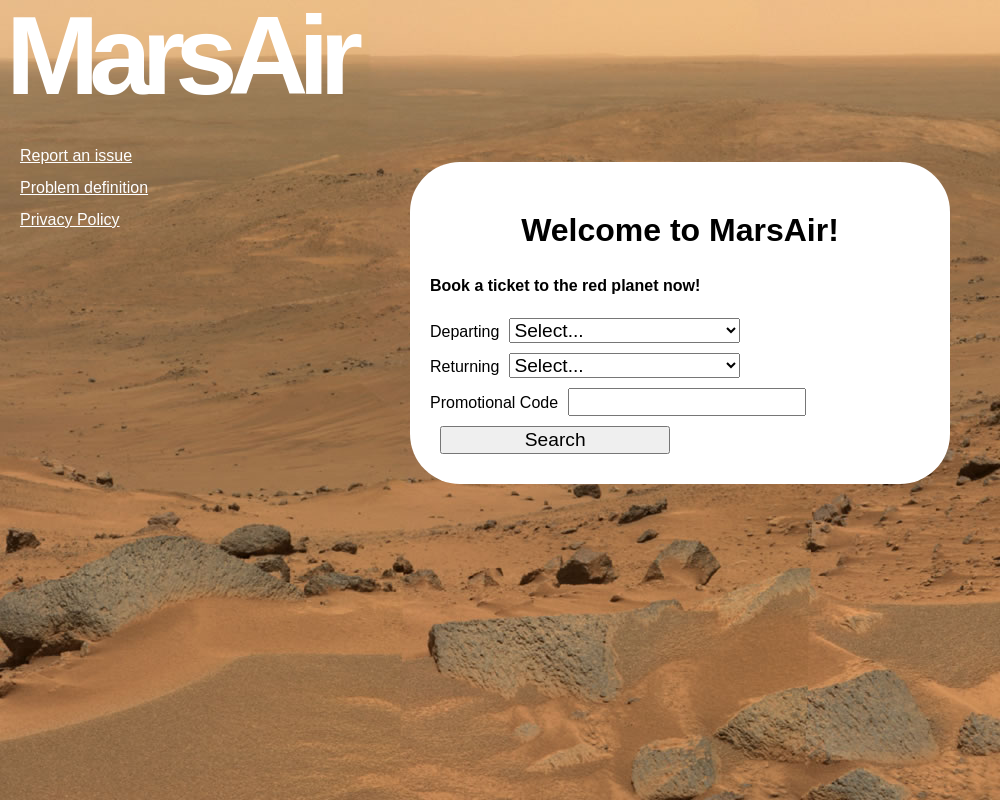 MarsAir
Report an issue
Problem definition
Privacy Policy
Welcome to MarsAir!
Book a ticket to the red planet now!
Departing Select...
Returning Select...
Promotional Code
Search